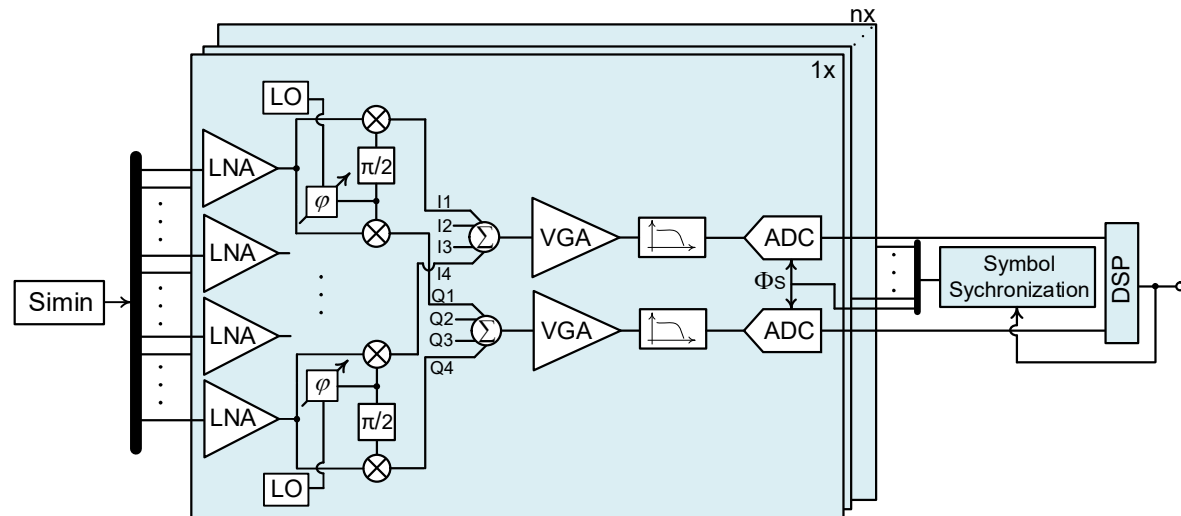 nx
1x
LO
LNA
π/2
φ
I1
I2
I3
I4
Σ
VGA
ADC
LNA
Simin
Φs
Symbol
Sychronization
DSP
Q1
Q2
Q3
Q4
Σ
VGA
ADC
LNA
φ
π/2
LNA
LO